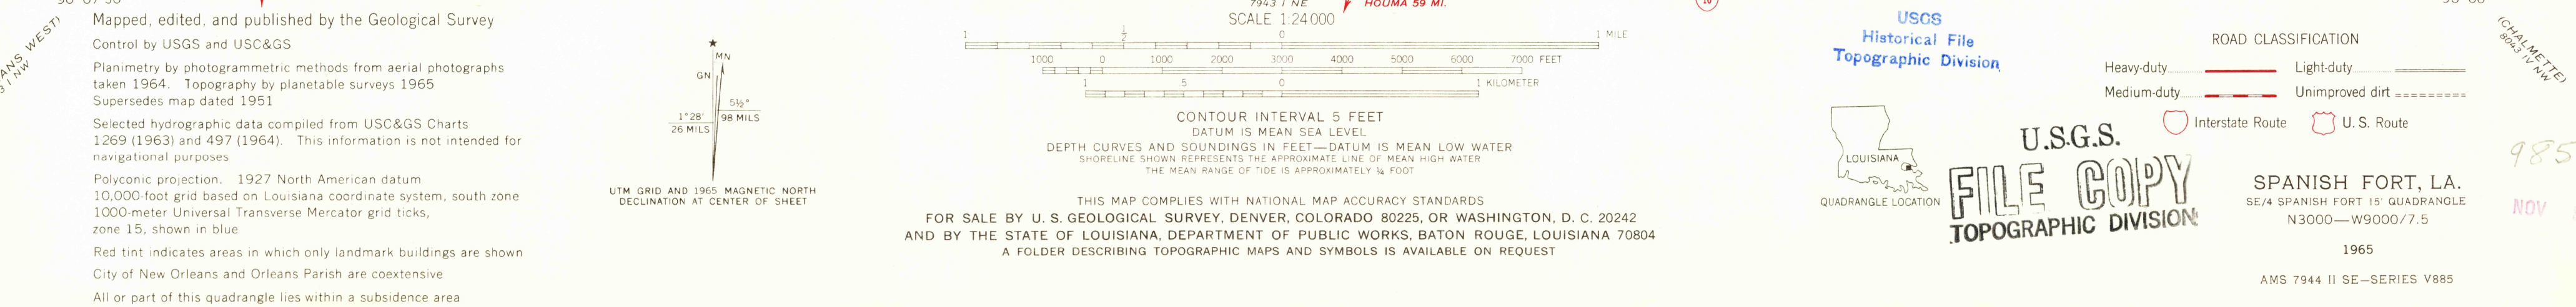 Mapped, edited, and published by the Geological Survey
Control by USGS and USC&GS
Planimetry by photogrammetric methods from aerial photographs
taken 1964. Topography by planetable surveys 1965
Supersedes map dated 1951
Selected hydrographic data compiled from USC&GS Charts
1269 (1963) and 497 (1964). This information is not intended for
navigational purposes
Polyconic projection. 1927 North American datum
10,000-foot grid based on Louisiana coordinate system, south zone
1000-meter Universal Transverse Mercator grid ticks,
zone 15, shown in blue
Red tint indicates areas in which only landmark buildings are shown
City of New Orleans and Orleans Parish are coextensive
All or part of this quadrangle lies within a subsidence area
WEST)
1 NW
MN
GN
5½°
1°28′
98 MILS
26 MILS
UTM GRID AND 1965 MAGNETIC NORTH
DECLINATION AT CENTER OF SHEET
7943 I NE
HOUMA 59 MI.
SCALE 1:24 000
1 ½ 0 1 MILE
1000 0 1000 2000 3000 4000 5000 6000 7000 FEET
1 5 0 1 KILOMETER
CONTOUR INTERVAL 5 FEET
DATUM IS MEAN SEA LEVEL
DEPTH CURVES AND SOUNDINGS IN FEET—DATUM IS MEAN LOW WATER
SHORELINE SHOWN REPRESENTS THE APPROXIMATE LINE OF MEAN HIGH WATER
THE MEAN RANGE OF TIDE IS APPROXIMATELY ¼ FOOT
THIS MAP COMPLIES WITH NATIONAL MAP ACCURACY STANDARDS
FOR SALE BY U. S. GEOLOGICAL SURVEY, DENVER, COLORADO 80225, OR WASHINGTON, D. C. 20242
AND BY THE STATE OF LOUISIANA, DEPARTMENT OF PUBLIC WORKS, BATON ROUGE, LOUISIANA 70804
A FOLDER DESCRIBING TOPOGRAPHIC MAPS AND SYMBOLS IS AVAILABLE ON REQUEST
USGS
Historical File
Topographic Division
LOUISIANA
QUADRANGLE LOCATION
U.S.G.S.
FILE COPY
TOPOGRAPHIC DIVISION
ROAD CLASSIFICATION
Heavy-duty Light-duty
Medium-duty Unimproved dirt
Interstate Route U. S. Route
(CHALMETTE)
8043 IV NW
SPANISH FORT, LA.
SE/4 SPANISH FORT 15′ QUADRANGLE
N3000—W9000/7.5
1965
AMS 7944 II SE—SERIES V885
985
NOV